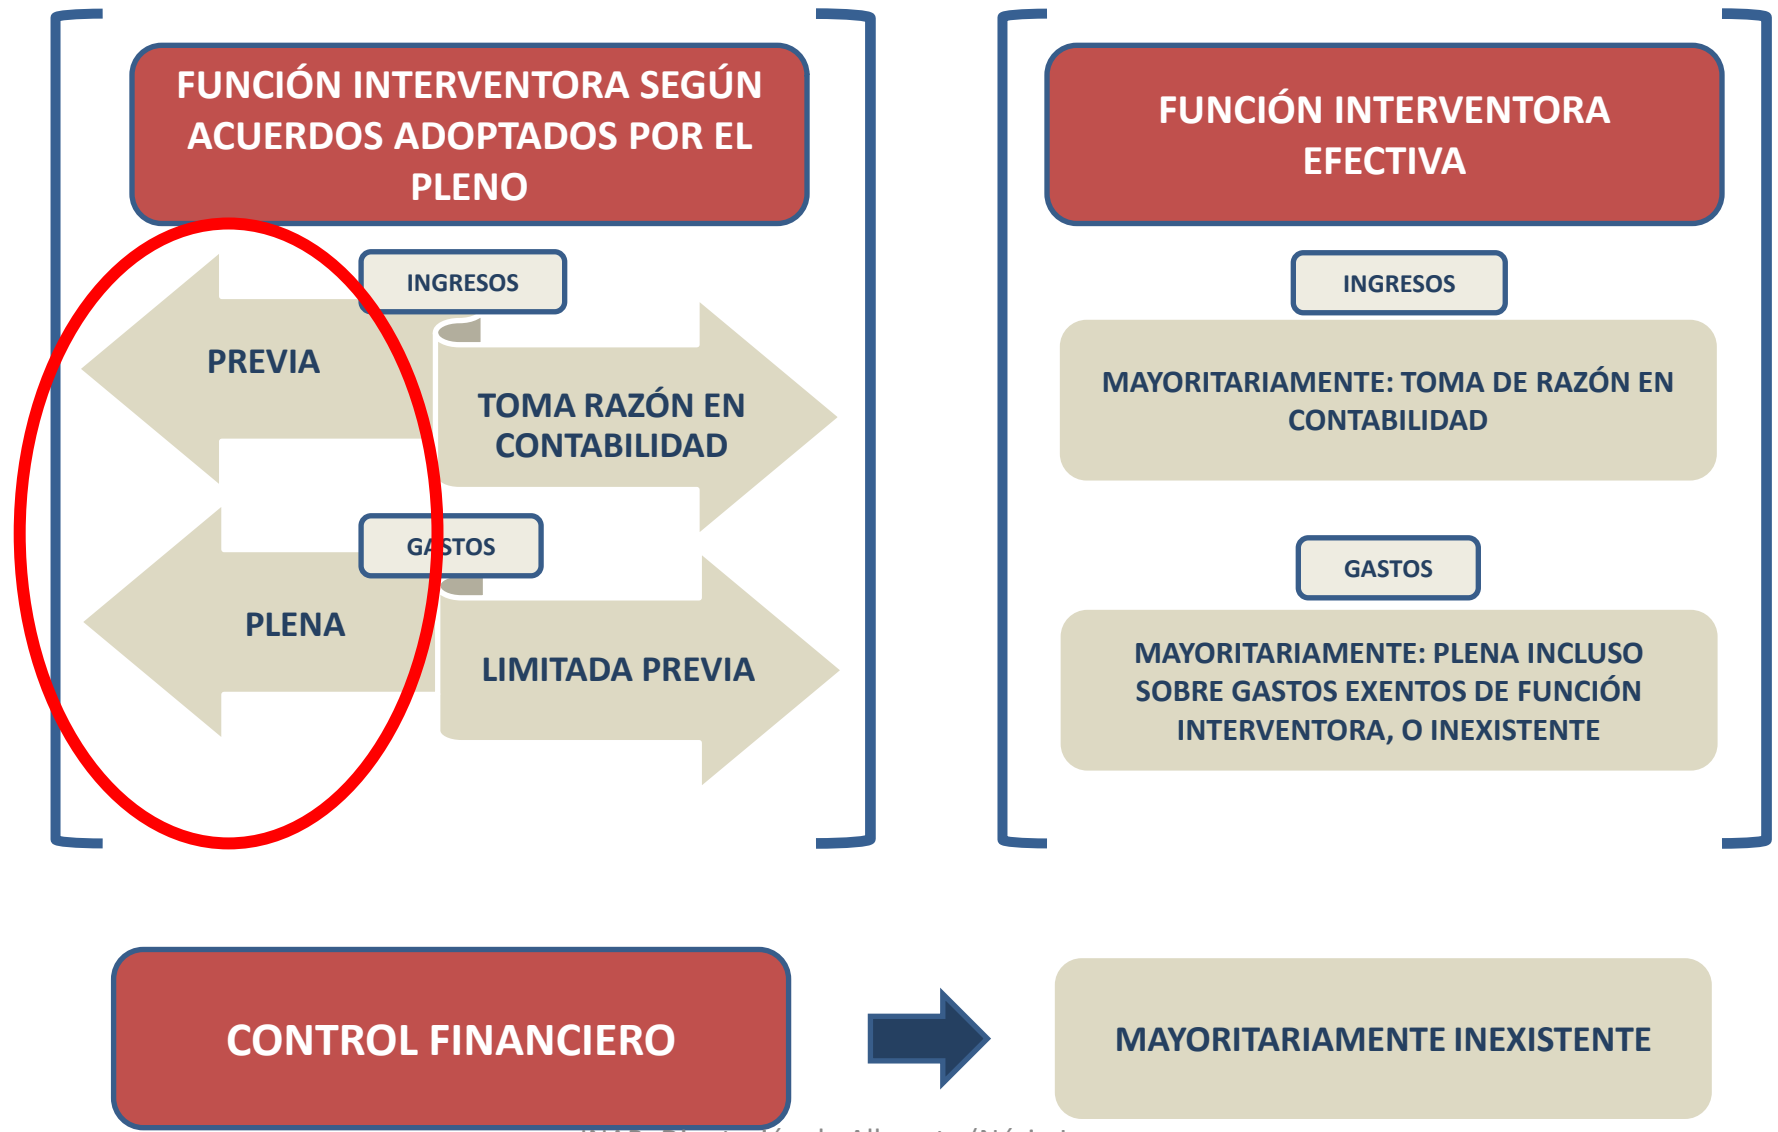 FUNCIÓN INTERVENTORA SEGÚN
ACUERDOS ADOPTADOS POR EL
PLENO
INGRESOS
PREVIA
TOMA RAZÓN EN
CONTABILIDAD
GASTOS
PLENA
LIMITADA PREVIA
FUNCIÓN INTERVENTORA
EFECTIVA
INGRESOS
MAYORITARIAMENTE: TOMA DE RAZÓN EN
CONTABILIDAD
GASTOS
MAYORITARIAMENTE: PLENA INCLUSO
SOBRE GASTOS EXENTOS DE FUNCIÓN
INTERVENTORA, O INEXISTENTE
CONTROL FINANCIERO
MAYORITARIAMENTE INEXISTENTE